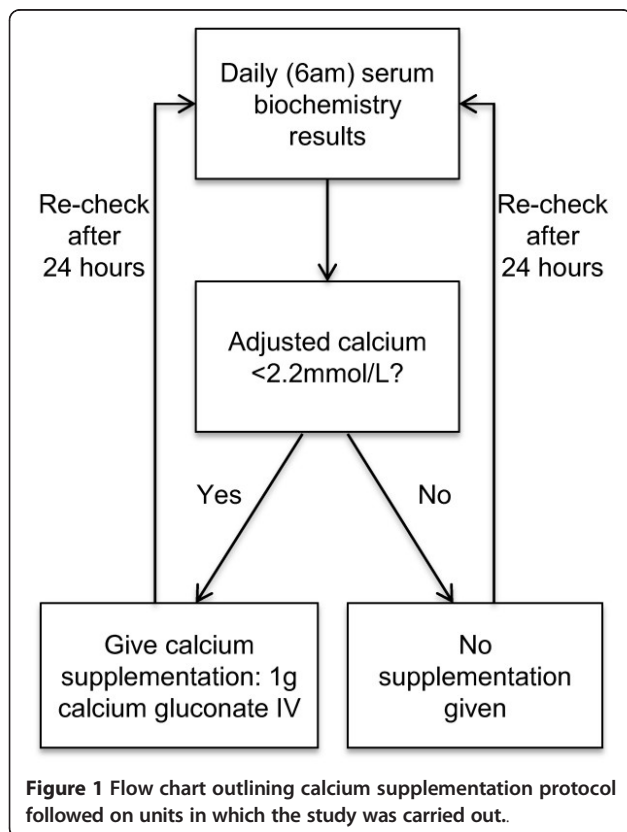 Daily (6am) serum
biochemistry
results
Re-check
after
24 hours
Re-check
after
24 hours
Adjusted calcium
<2.2mmol/L?
Yes
No
Give calcium
supplementation: 1g
calcium gluconate IV
No
supplementation
given
Figure 1 Flow chart outlining calcium supplementation protocol
followed on units in which the study was carried out..